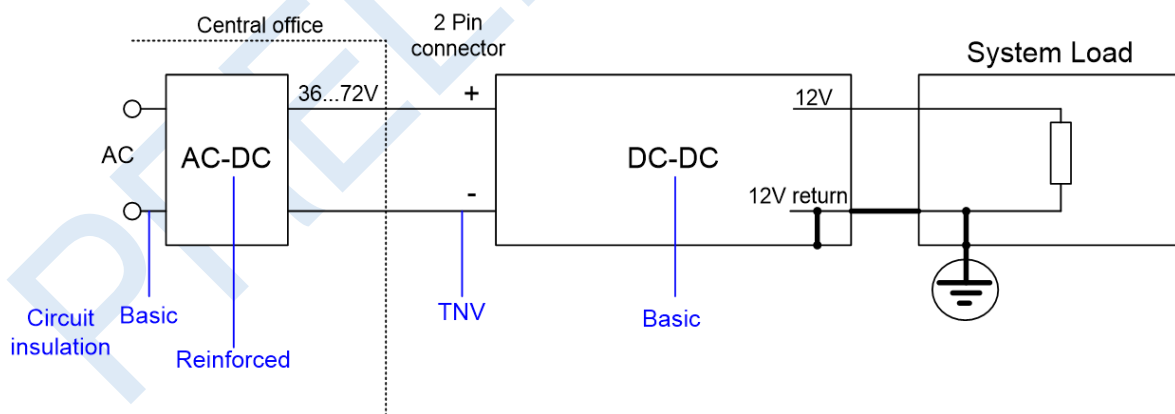 Central office
2 Pin
connector
System Load
36...72V
+
12V
AC
AC-DC
DC-DC
-
12V return
Circuit
insulation
Basic
TNV
Basic
Reinforced